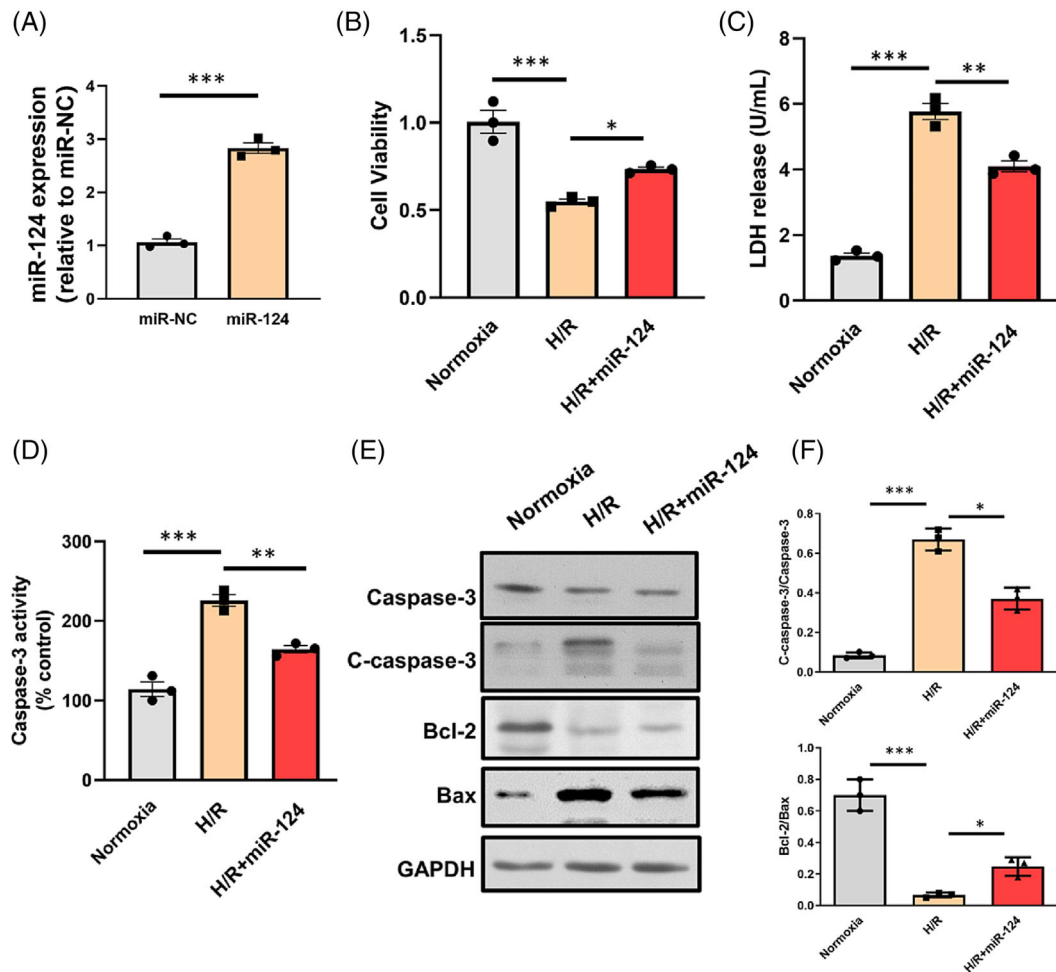 (A)
miR-124 expression
(relative to miR-NC)
4
3
2
1
0
***
miR-NC
miR-124
(B)
Cell Viability
1.5
1.0
0.5
0.0
***
*
Normoxia
H/R
H/R+miR-124
(C)
LDH release (U/mL)
8
6
4
2
0
***
**
Normoxia
H/R
H/R+miR-124
(D)
Caspase-3 activity
(% control)
300
200
100
0
***
**
Normoxia
H/R
H/R+miR-124
(E)
Normoxia
H/R
H/R+miR-124
Caspase-3
C-caspase-3
Bcl-2
Bax
GAPDH
(F)
C-caspase-3/Caspase-3
0.8
0.6
0.4
0.2
0.0
***
*
Normoxia
H/R
H/R+miR-124
Bcl-2/Bax
1.0
0.8
0.6
0.4
0.2
0.0
***
*
Normoxia
H/R
H/R+miR-124